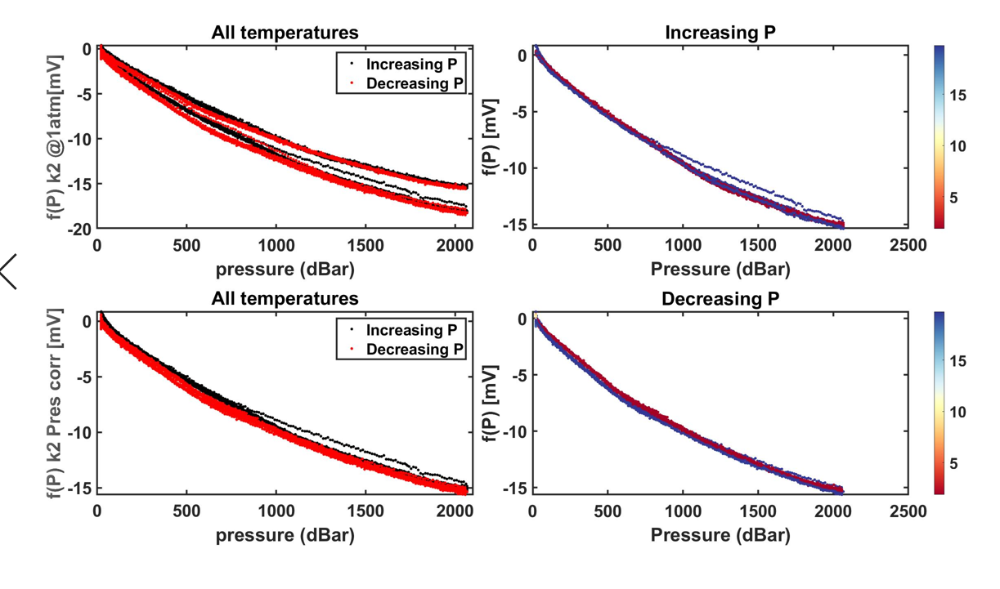 All temperatures
0
-5
-10
-15
-20
f(P) k2 @1atm[mV]
Increasing P
Decreasing P
0
500
1000
1500
2000
pressure (dBar)
Increasing P
0
-5
-10
-15
f(P) [mV]
0
500
1000
1500
2000
2500
Pressure (dBar)
15
10
5
All temperatures
0
-5
-10
-15
f(P) k2 Pres corr [mV]
Increasing P
Decreasing P
0
500
1000
1500
2000
pressure (dBar)
Decreasing P
0
-5
-10
-15
f(P) [mV]
0
500
1000
1500
2000
2500
Pressure (dBar)
15
10
5